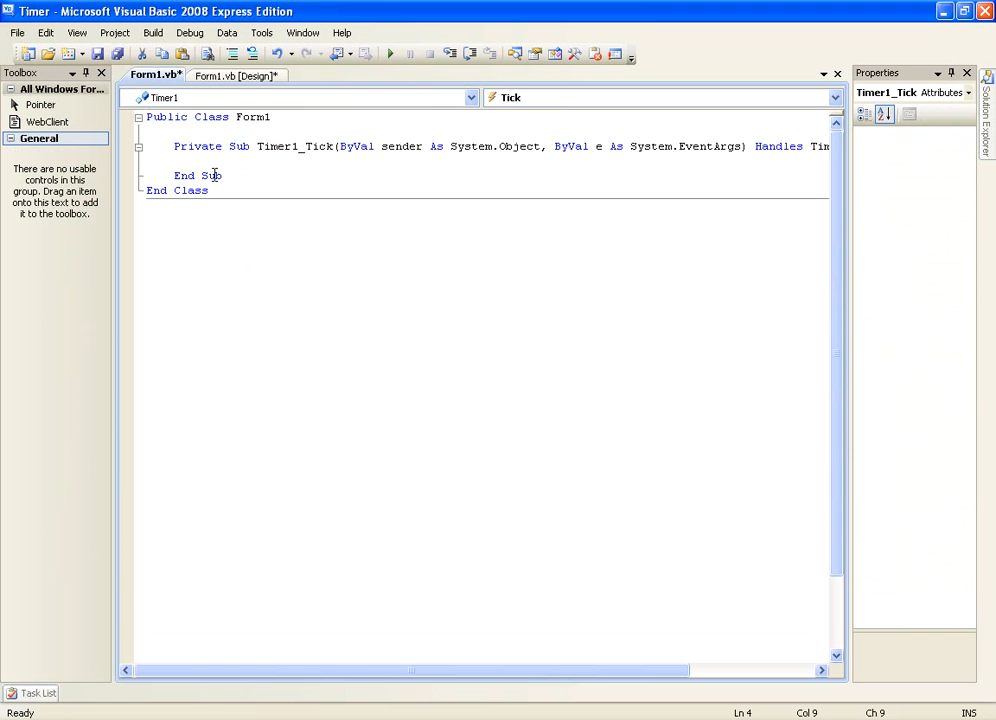 Timer - Microsoft Visual Basic 2008 Express Edition
File Edit View Project Build Debug Data Tools Window Help
Toolbox
All Windows For...
Pointer
WebClient
General
There are no usable
controls in this
group. Drag an item
onto this text to add
it to the toolbox.
Form1.vb* Form1.vb [Design]*
Timer1 Tick
Public Class Form1
Private Sub Timer1_Tick(ByVal sender As System.Object, ByVal e As System.EventArgs) Handles Tim
End Sub
End Class
Properties
Timer1_Tick Attributes
Solution Explorer
Task List
Ready Ln 4 Col 9 Ch 9 INS